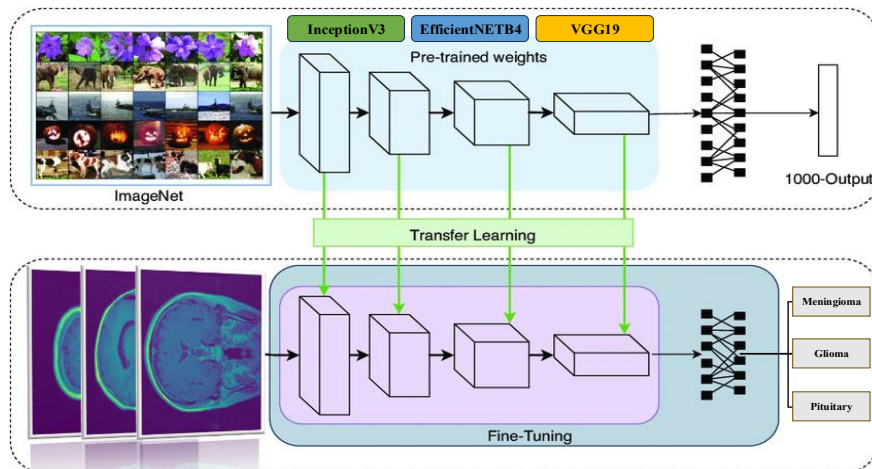 InceptionV3
EfficientNETB4
VGG19
Pre-trained weights
ImageNet
1000-Output
Transfer Learning
Meningioma
Glioma
Pituitary
Fine-Tuning